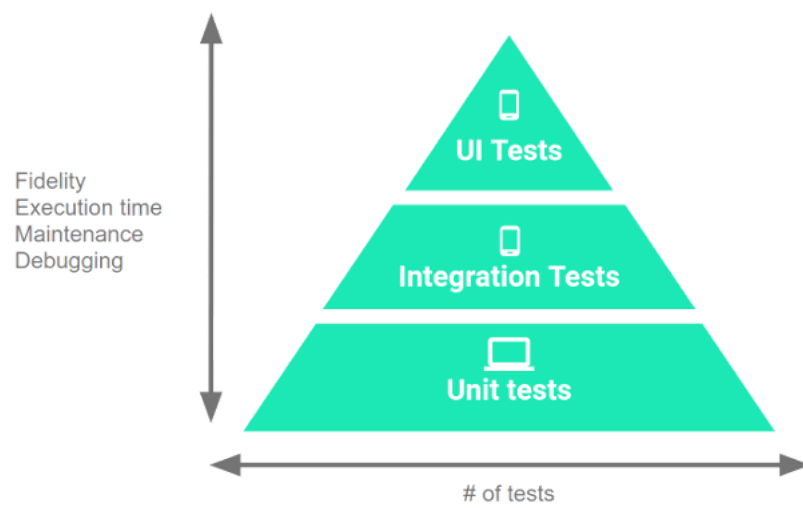 UI Tests
Fidelity
Execution time
Maintenance
Debugging
Integration Tests
Unit tests
# of tests